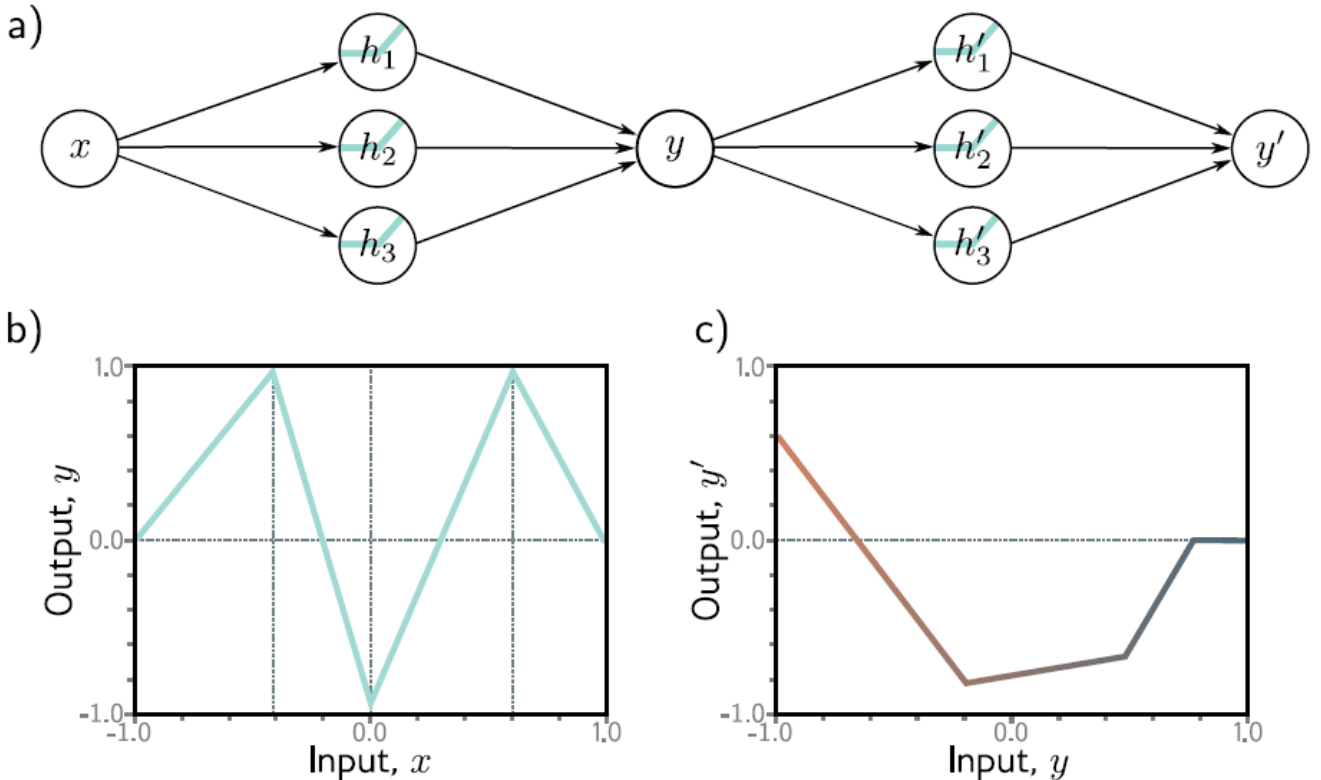 a)
x h₁ h₂ h₃ y h′₁ h′₂ h′₃ y′
b)
Output, y
1.0
0.0
-1.0
-1.0 0.0 1.0
Input, x
c)
Output, y′
1.0
0.0
-1.0
-1.0 0.0 1.0
Input, y